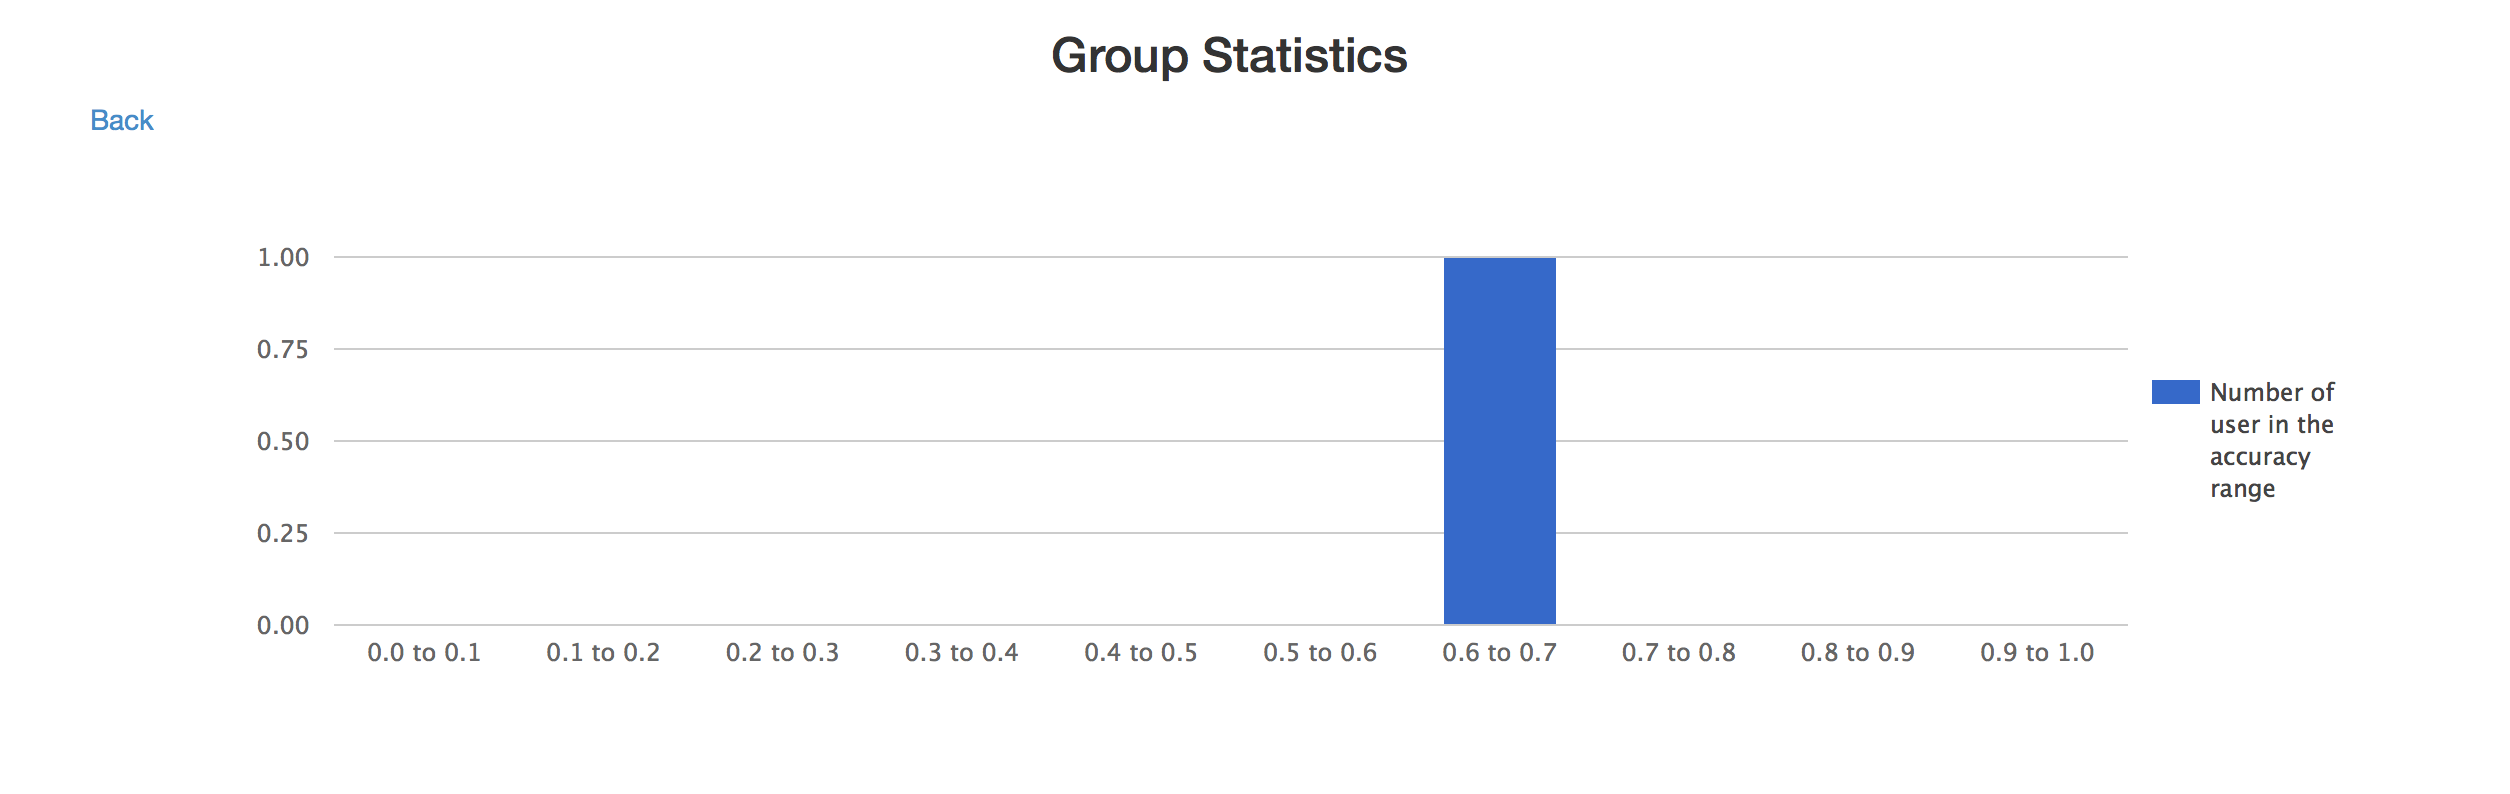 Group Statistics
Back
1.00
0.75
0.50
0.25
0.00
0.0 to 0.1
0.1 to 0.2
0.2 to 0.3
0.3 to 0.4
0.4 to 0.5
0.5 to 0.6
0.6 to 0.7
0.7 to 0.8
0.8 to 0.9
0.9 to 1.0
Number of
user in the
accuracy
range